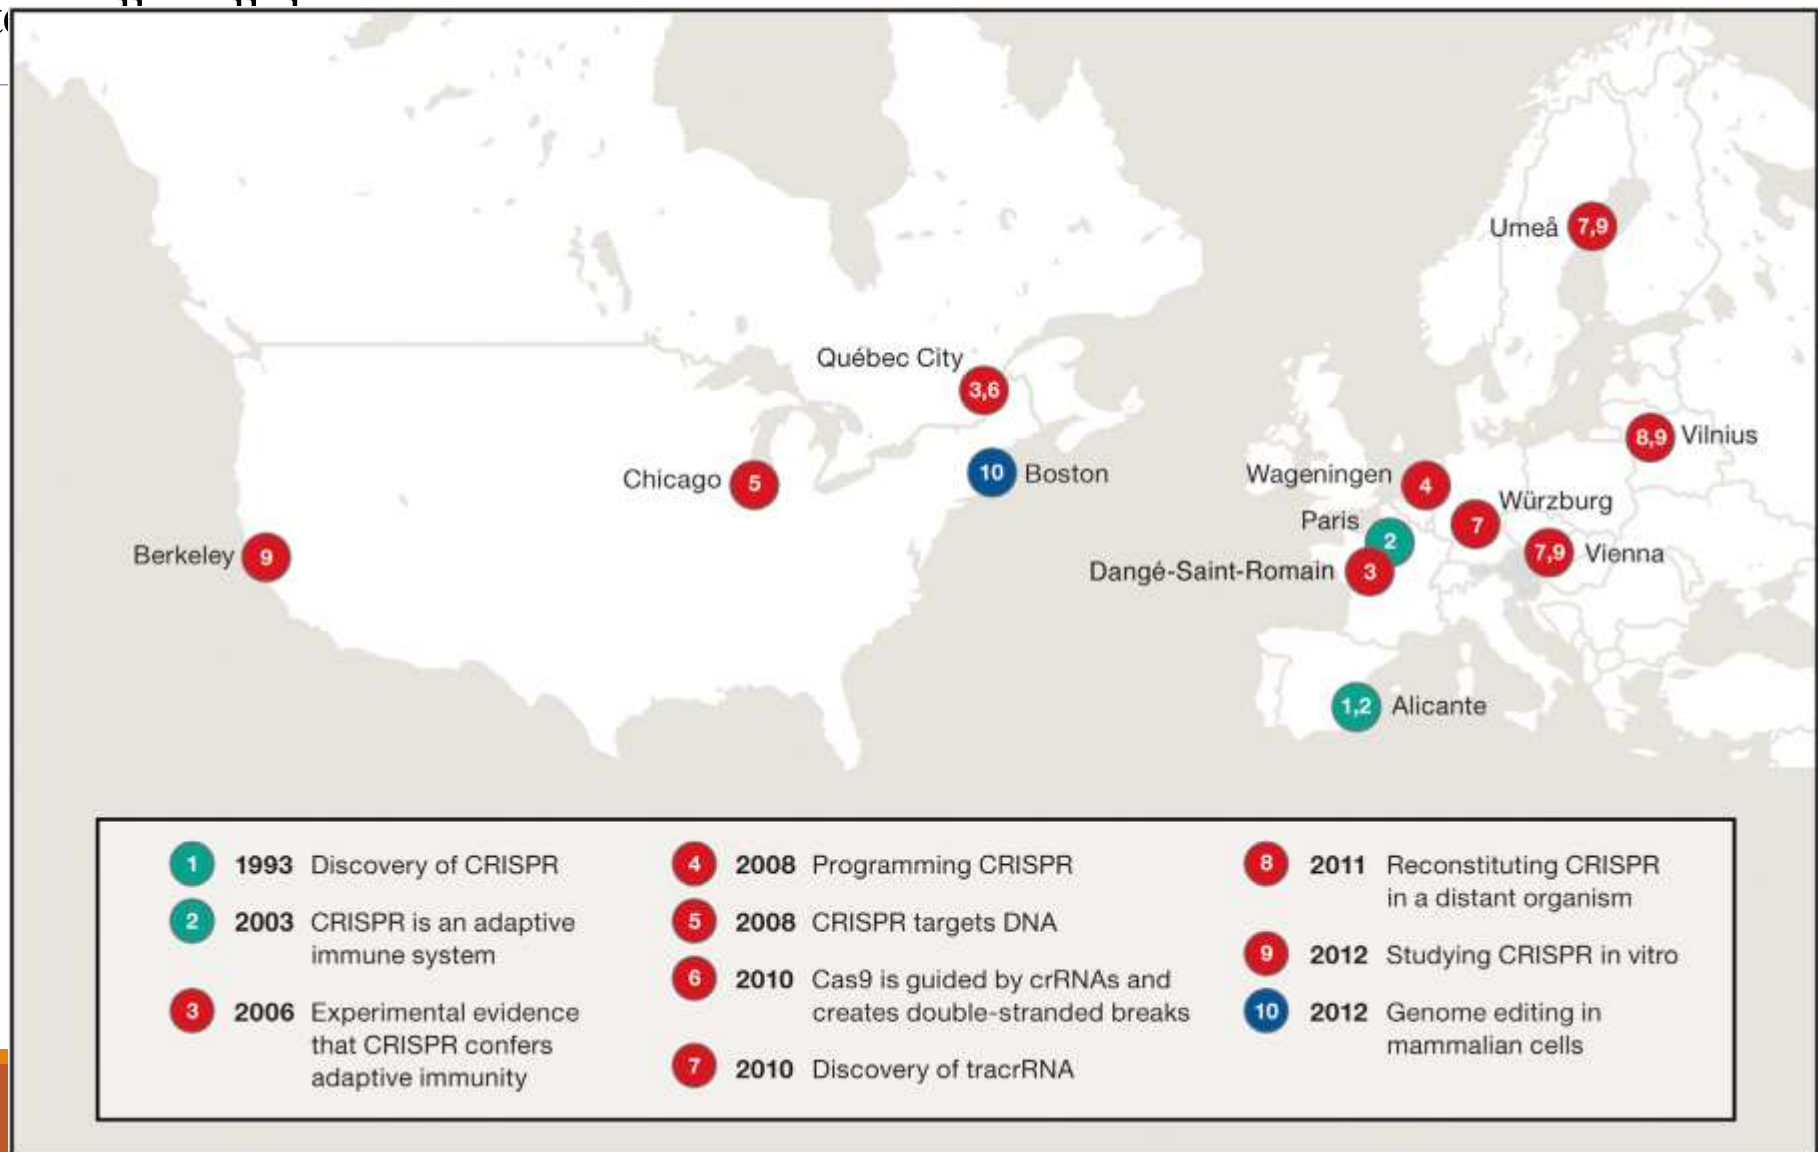 Umeå 7,9
Québec City
3,6
8,9 Vilnius
Chicago 5
10 Boston
Wageningen 4
Würzburg
7
Paris
2
7,9 Vienna
Berkeley 9
Dangé-Saint-Romain 3
1,2 Alicante
1 1993 Discovery of CRISPR
2 2003 CRISPR is an adaptive
immune system
3 2006 Experimental evidence
that CRISPR confers
adaptive immunity
4 2008 Programming CRISPR
5 2008 CRISPR targets DNA
6 2010 Cas9 is guided by crRNAs and
creates double-stranded breaks
7 2010 Discovery of tracrRNA
8 2011 Reconstituting CRISPR
in a distant organism
9 2012 Studying CRISPR in vitro
10 2012 Genome editing in
mammalian cells